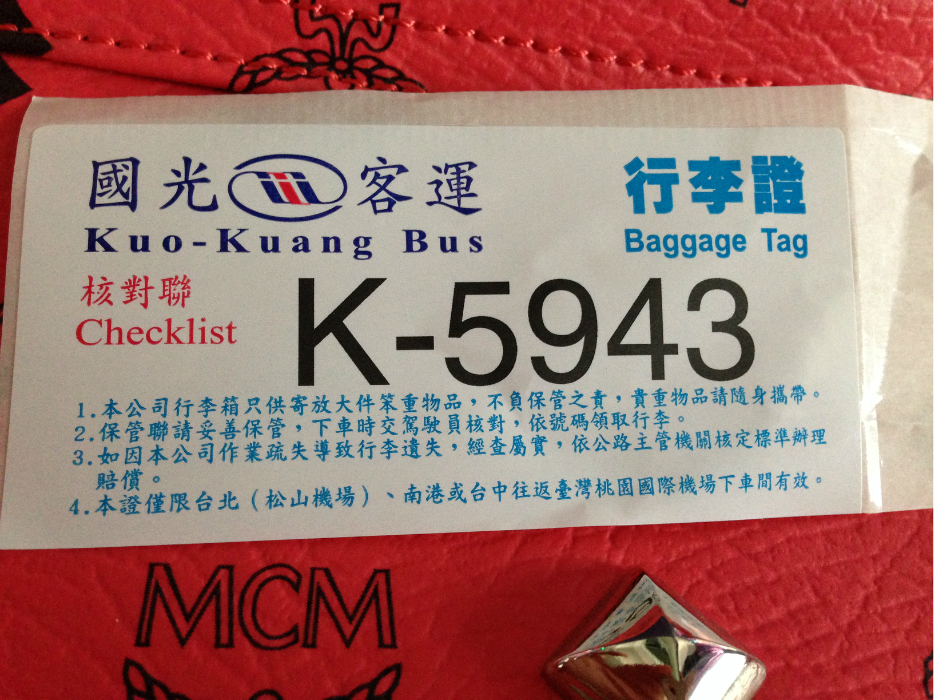 國光客運
Kuo-Kuang Bus
行李證
Baggage Tag
核對聯
Checklist
K-5943
1.本公司行李箱只供寄放大件笨重物品，不負保管之責，貴重物品請隨身攜帶。
2.保管聯請妥善保管，下車時交駕駛員核對，依號碼領取行李。
3.如因本公司作業疏失導致行李遺失，經查屬實，依公路主管機關核定標準辦理
賠償。
4.本證僅限台北（松山機場）、南港或台中往返臺灣桃園國際機場下車間有效。
MCM